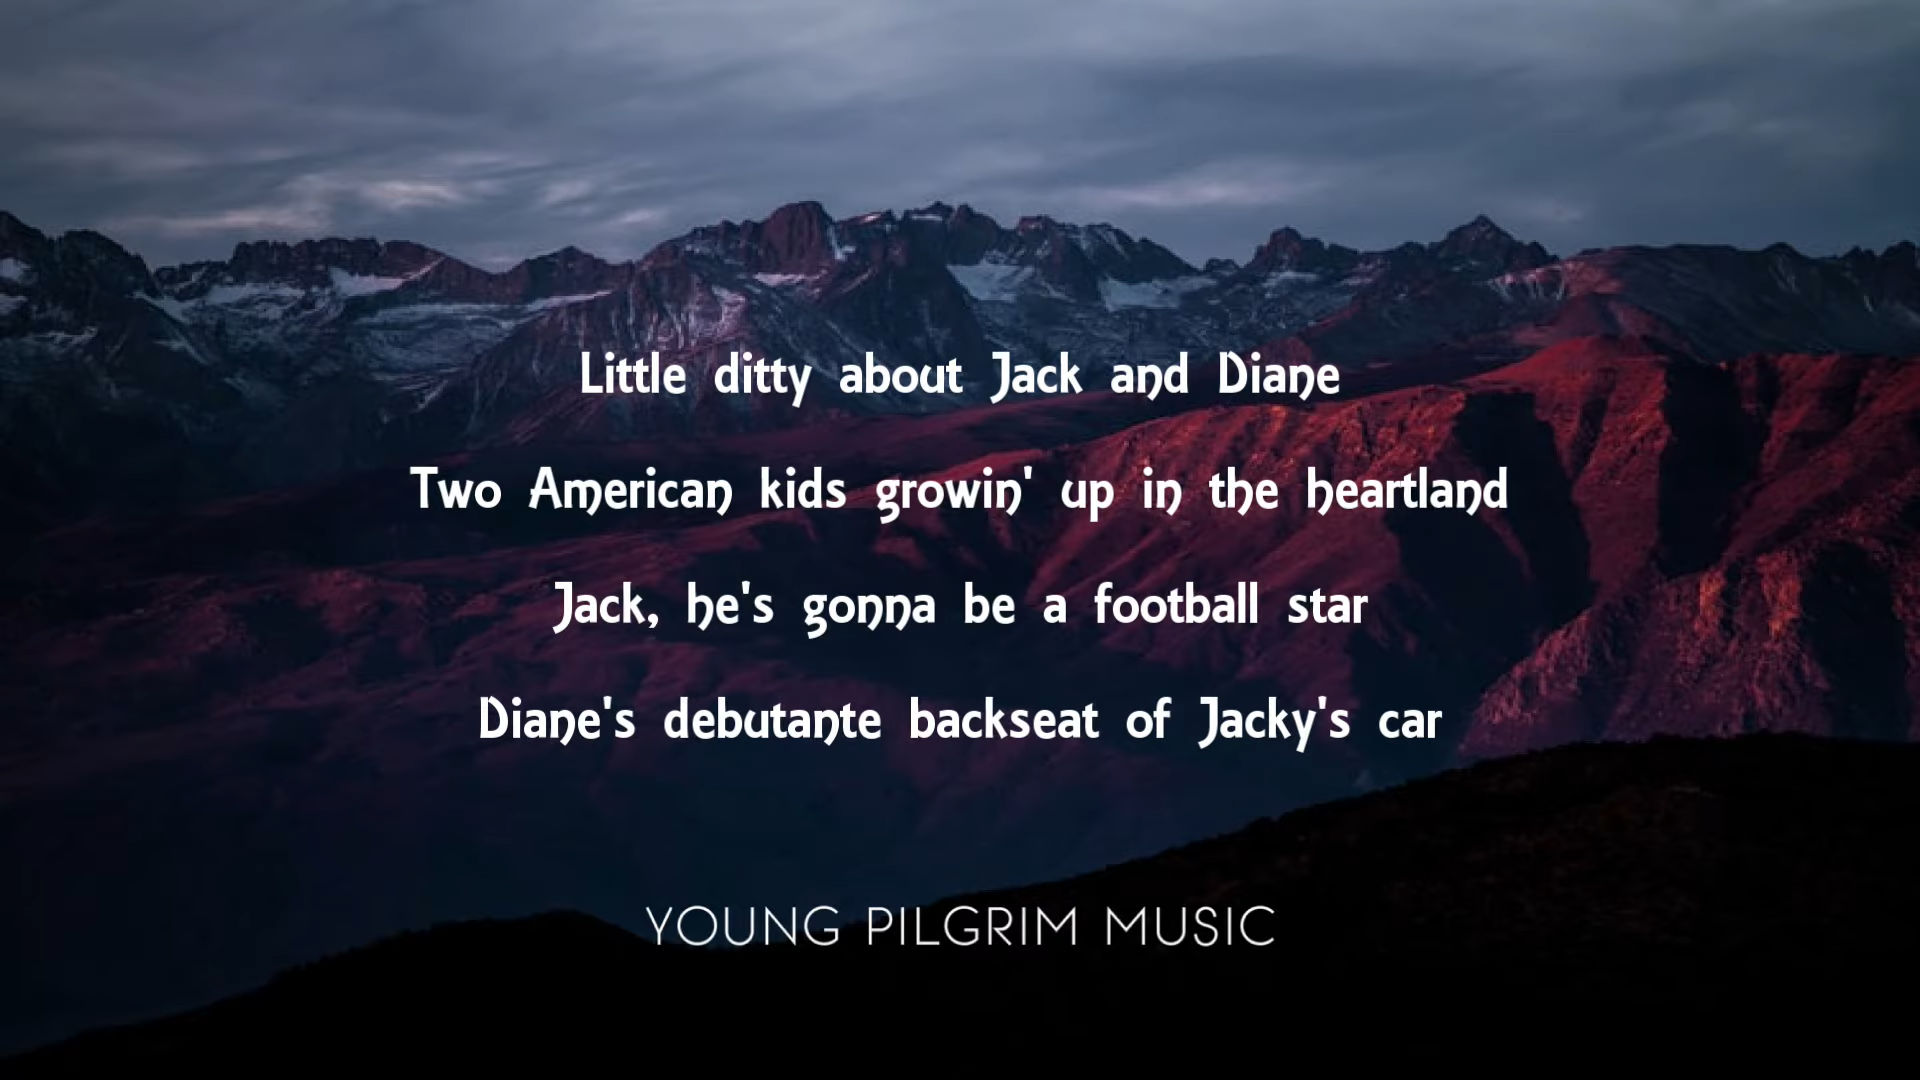 Little ditty about Jack and Diane
Two American kids growin' up in the heartland
Jack, he's gonna be a football star
Diane's debutante backseat of Jacky's car
YOUNG PILGRIM MUSIC